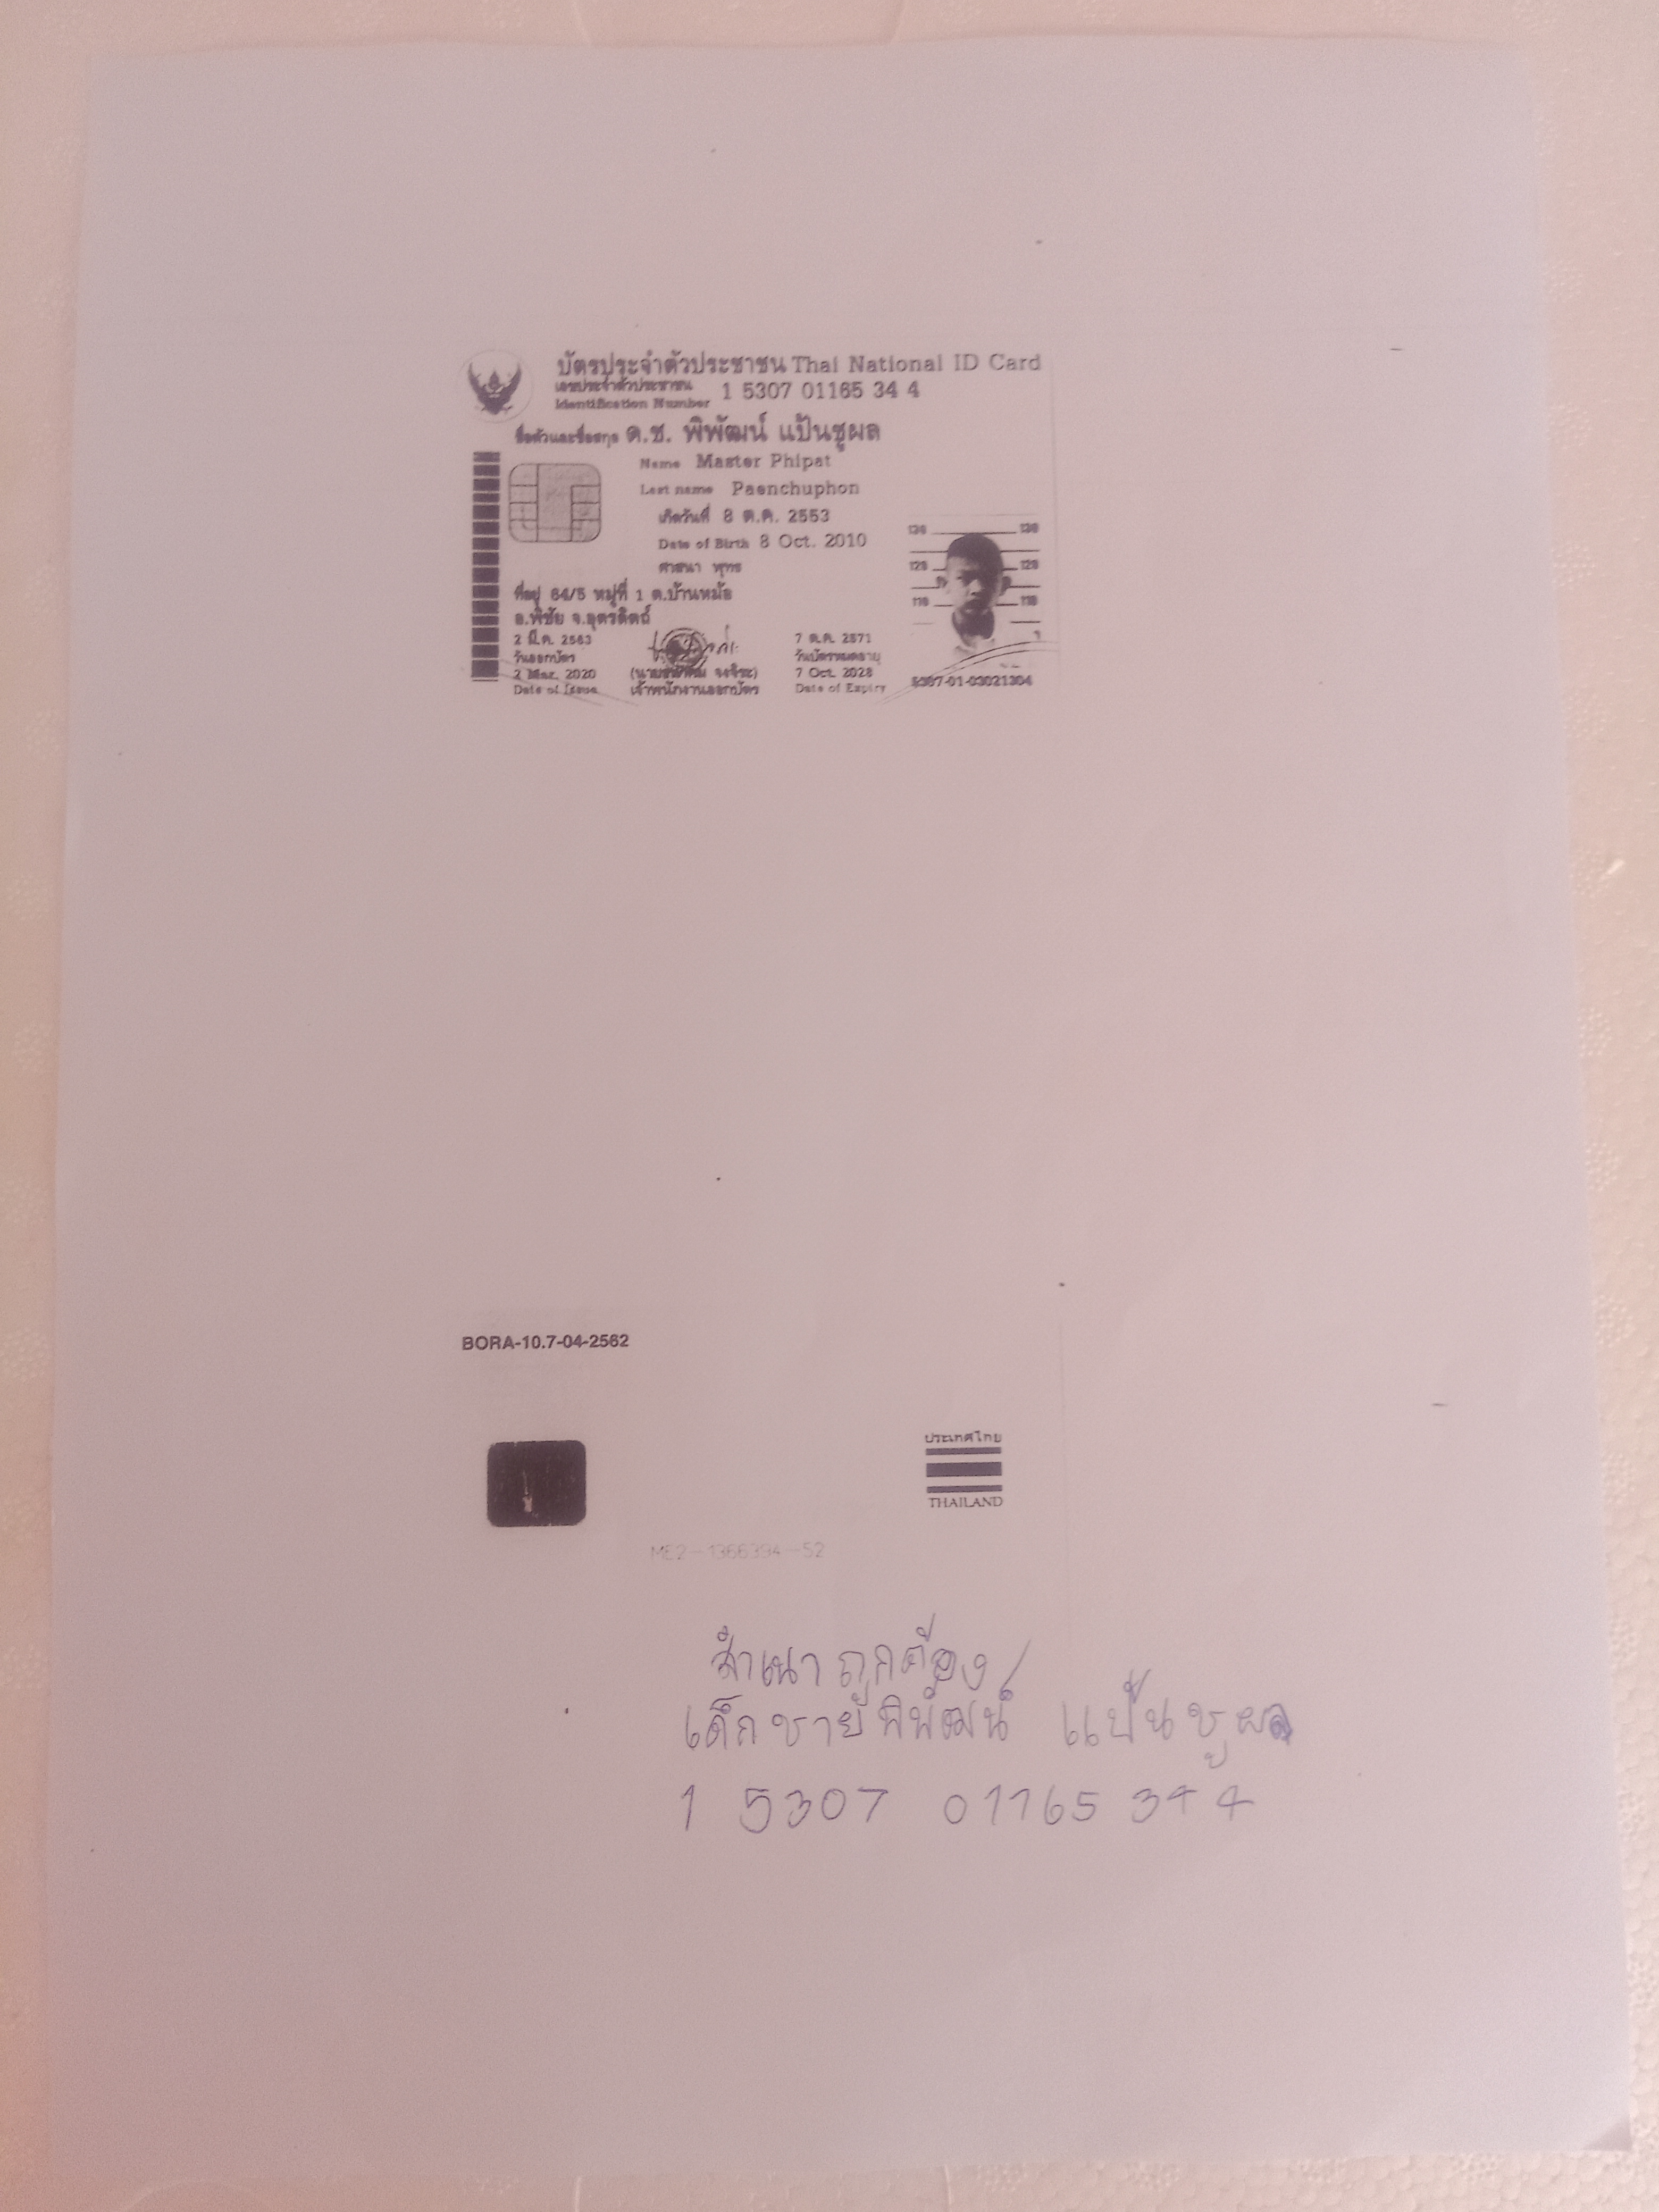 บัตรประจำตัวประชาชน Thai National ID Card
เลขประจำตัวประชาชน
Identification Number 1 5307 01165 34 4
ชื่อตัวและชื่อสกุล ด.ช. พิพัฒน์ แป้นชูผล
Name Master Phipat
Last name Paenchuphon
เกิดวันที่ 8 ต.ค. 2553
Date of Birth 8 Oct. 2010
ศาสนา พุทธ
ที่อยู่ 64/5 หมู่ที่ 1 ต.บ้านหม้อ
อ.พิชัย จ.อุตรดิตถ์
130 130
120 120
110 110
2 มี.ค. 2563
วันออกบัตร
2 Mar. 2020
Date of Issue
เจ้าพนักงานออกบัตร
7 ต.ค. 2571
วันบัตรหมดอายุ
7 Oct. 2028
Date of Expiry
5307-01-03021304
BORA-10.7-04-2562
ประเทศไทย
THAILAND
ME2-1366394-52
สำเนาถูกต้อง
เด็กชายพิพัฒน์ แป้นชูผล
1 5307 01165 34 4